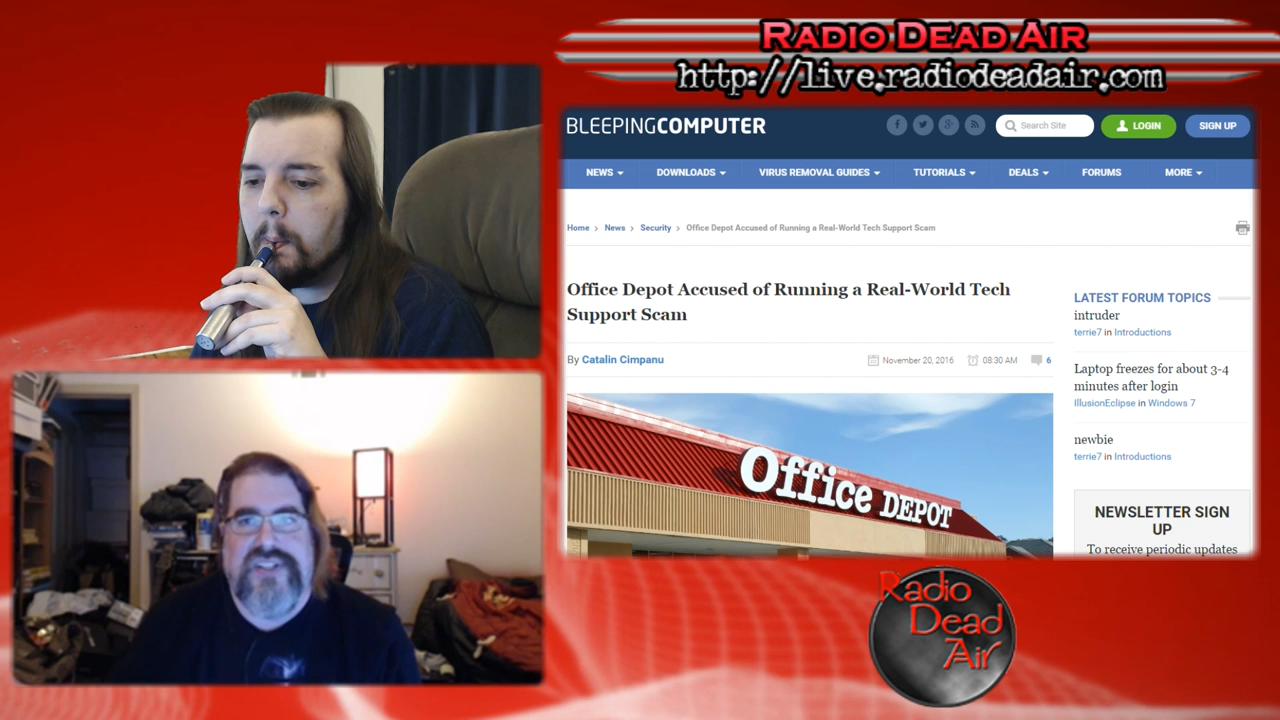 RADIO DEAD AIR
http://live.radiodeadair.com
BLEEPINGCOMPUTER
Search Site
LOGIN
SIGN UP
NEWS
DOWNLOADS
VIRUS REMOVAL GUIDES
TUTORIALS
DEALS
FORUMS
MORE
Home > News > Security > Office Depot Accused of Running a Real-World Tech Support Scam
Office Depot Accused of Running a Real-World Tech
Support Scam
By Catalin Cimpanu
November 20, 2016
08:30 AM
6
Office DEPOT
LATEST FORUM TOPICS
intruder
terrie7 in Introductions
Laptop freezes for about 3-4
minutes after login
IllusionEclipse in Windows 7
newbie
terrie7 in Introductions
NEWSLETTER SIGN
UP
To receive periodic updates
Radio
Dead
Air